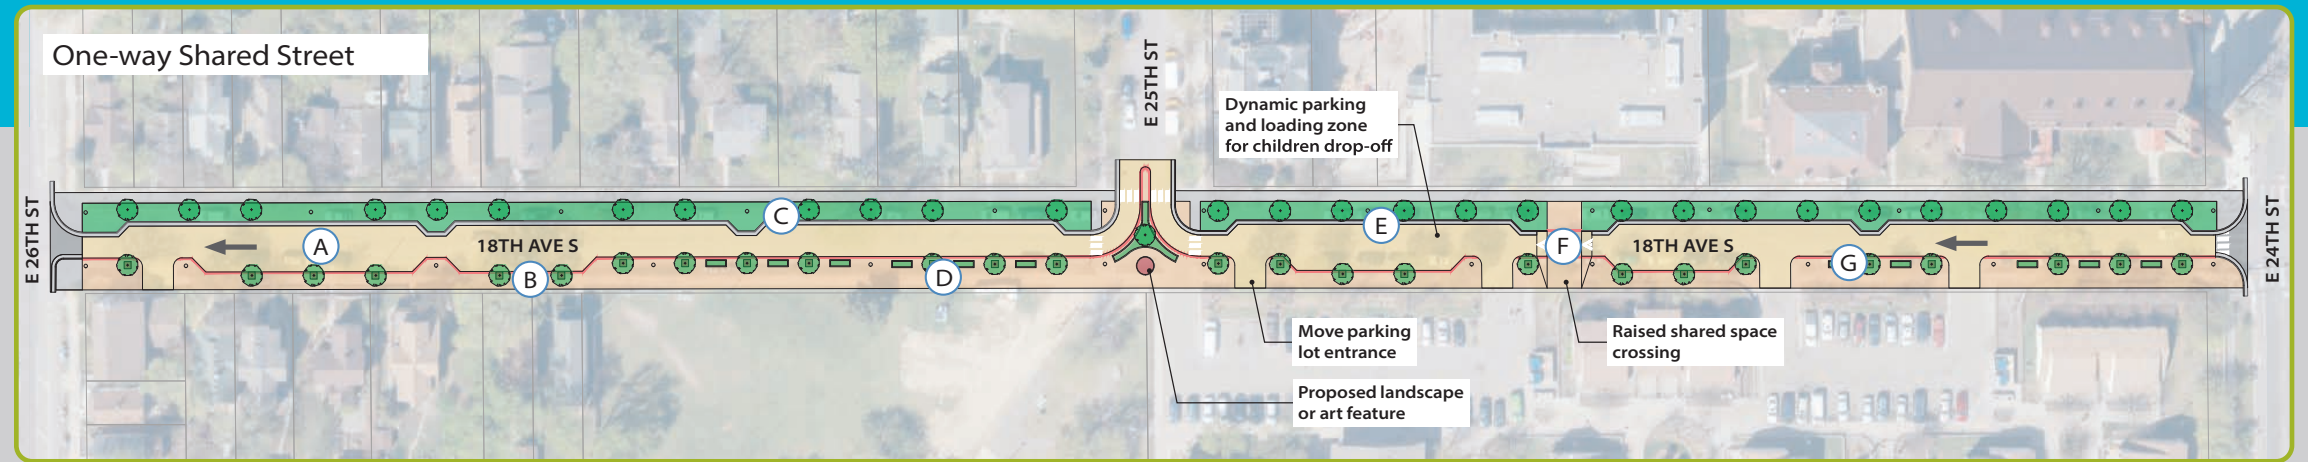 One-way Shared Street
E 25TH ST
Dynamic parking
and loading zone
for children drop-off
E 26TH ST
A
18TH AVE S
B
C
D
E
F
18TH AVE S
G
E 24TH ST
Move parking
lot entrance
Raised shared space
crossing
Proposed landscape
or art feature